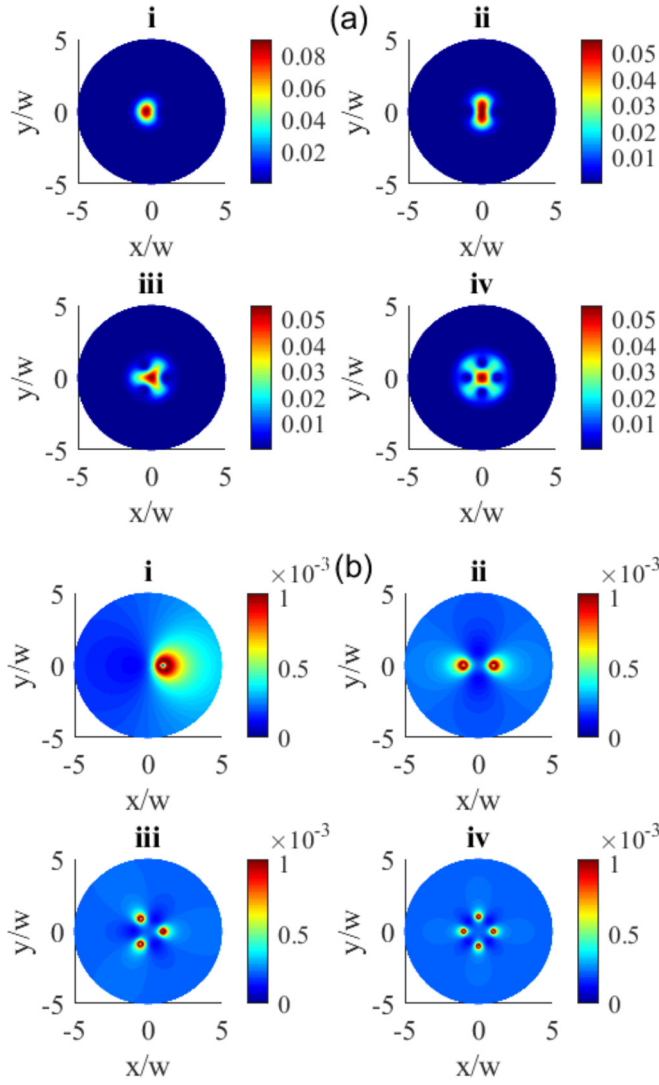 i (a) ii
5 0.08 5 0.05
y/w 0 0.06 y/w 0 0.04
0.04 0.03
0.02 0.02
-5 -5 0.01
-5 0 5 -5 0 5
x/w x/w
iii iv
5 0.05 5 0.05
y/w 0 0.04 y/w 0 0.04
0.03 0.03
0.02 0.02
-5 0.01 -5 0.01
-5 0 5 -5 0 5
x/w x/w
i ×10⁻³ (b) ii ×10⁻³
5 1 5 1
y/w 0 0.5 y/w 0 0.5
-5 0 -5 0
-5 0 5 -5 0 5
x/w x/w
iii ×10⁻³ iv ×10⁻³
5 1 5 1
y/w 0 0.5 y/w 0 0.5
-5 0 -5 0
-5 0 5 -5 0 5
x/w x/w